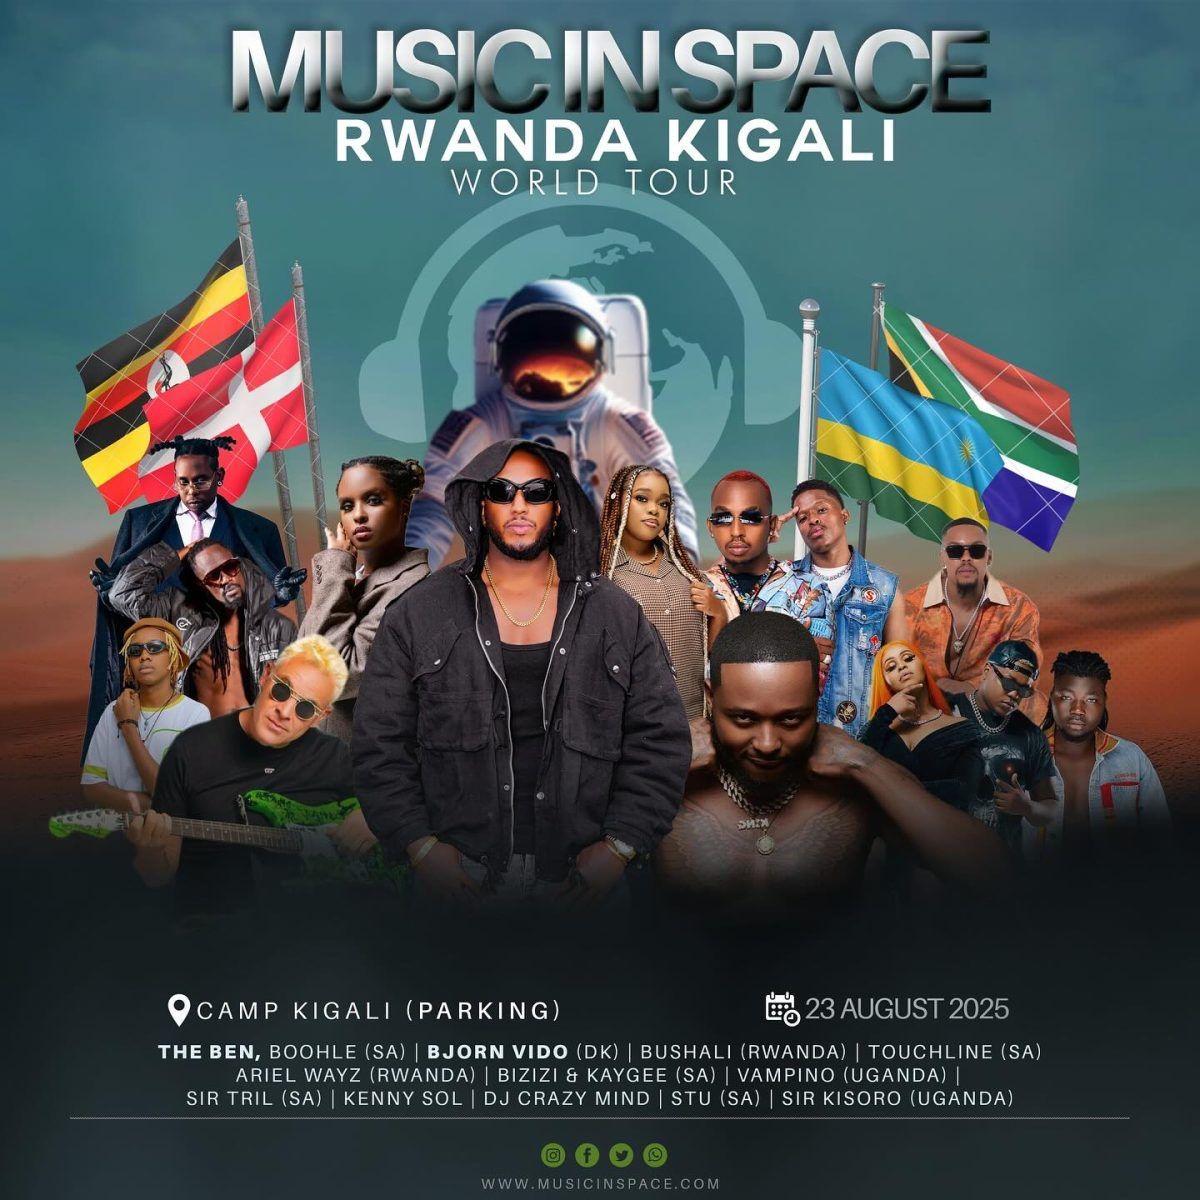 MUSIC IN SPACE
RWANDA KIGALI
WORLD TOUR
CAMP KIGALI (PARKING)
23 AUGUST 2025
THE BEN, BOOHLE (SA) | BJORN VIDO (DK) | BUSHALI (RWANDA) | TOUCHLINE (SA)
ARIEL WAYZ (RWANDA) | BIZIZI & KAYGEE (SA) | VAMPINO (UGANDA) |
SIR TRIL (SA) | KENNY SOL | DJ CRAZY MIND | STU (SA) | SIR KISORO (UGANDA)
WWW.MUSICINSPACE.COM